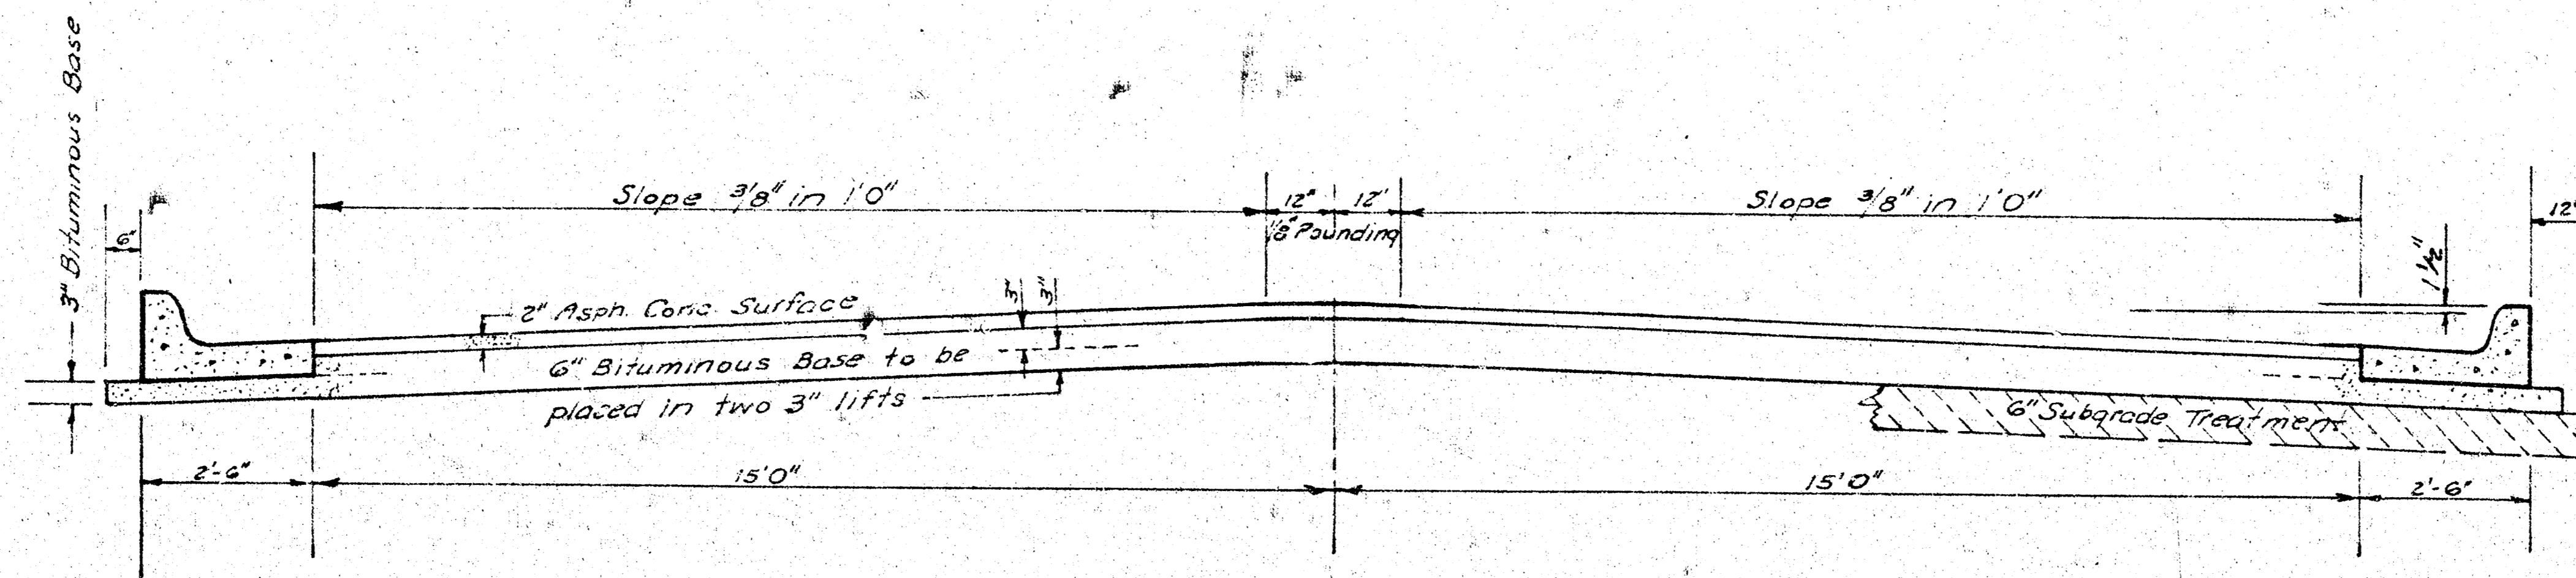 3" Bituminous Base
6"
Slope 3/8" in 1'0"
12" 12'
1/8" Rounding
Slope 3/8" in 1'0"
12"
1 1/2"
2" Asph. Conc. Surface
3" 3"
6" Bituminous Base to be
placed in two 3" lifts
6" Subgrade Treatment
2'-6"
15'0"
15'0"
2'-6"